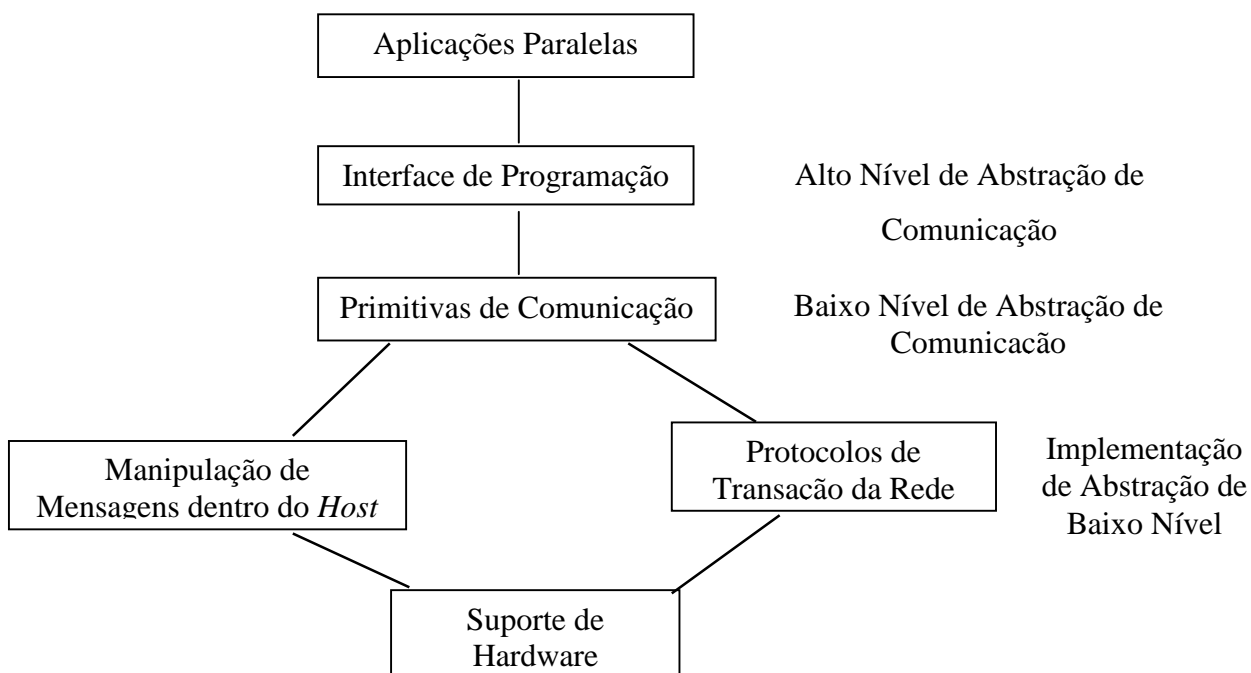 Aplicações Paralelas
Interface de Programação
Alto Nível de Abstração de
Comunicação
Primitivas de Comunicação
Baixo Nível de Abstração de
Comunicacão
Manipulação de
Mensagens dentro do Host
Protocolos de
Transacão da Rede
Implementação
de Abstração de
Baixo Nível
Suporte de
Hardware